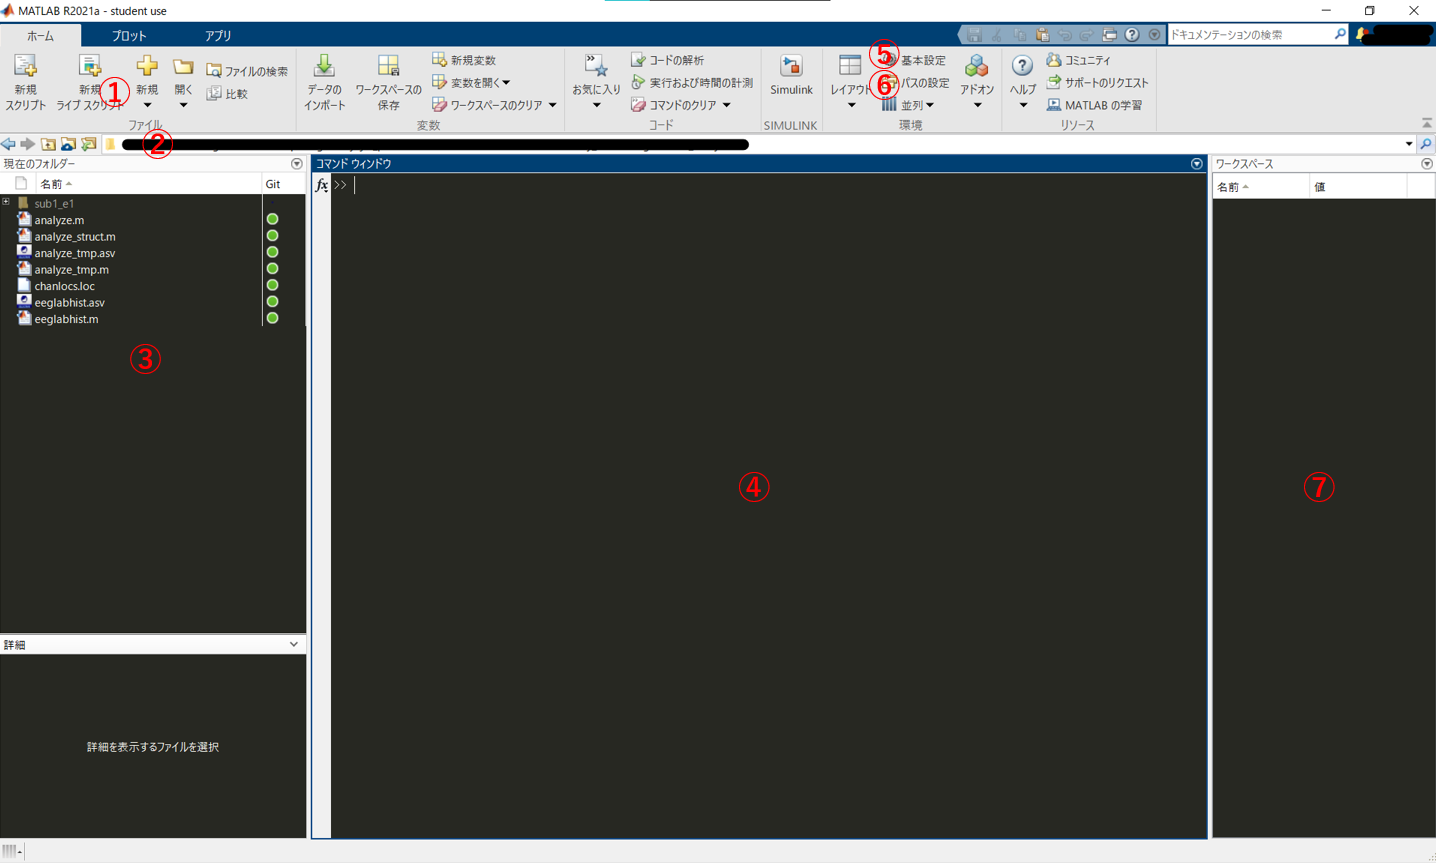 MATLAB R2021a - student use
ホーム
プロット
アプリ
ドキュメンテーションの検索
新規
スクリプト
新規
ライブ スクリプト
①
新規
開く
ファイルの検索
比較
ファイル
データの
インポート
ワークスペースの
保存
新規変数
変数を開く
ワークスペースのクリア
変数
お気に入り
コードの解析
実行および時間の計測
コマンドのクリア
コード
Simulink
SIMULINK
レイアウト
⑤
基本設定
⑥
パスの設定
並列
アドオン
環境
ヘルプ
コミュニティ
サポートのリクエスト
MATLAB の学習
リソース
②
現在のフォルダー
名前
Git
sub1_e1
analyze.m
analyze_struct.m
analyze_tmp.asv
analyze_tmp.m
chanlocs.loc
eeglabhist.asv
eeglabhist.m
③
詳細
詳細を表示するファイルを選択
コマンド ウィンドウ
fx >>
④
ワークスペース
名前
値
⑦